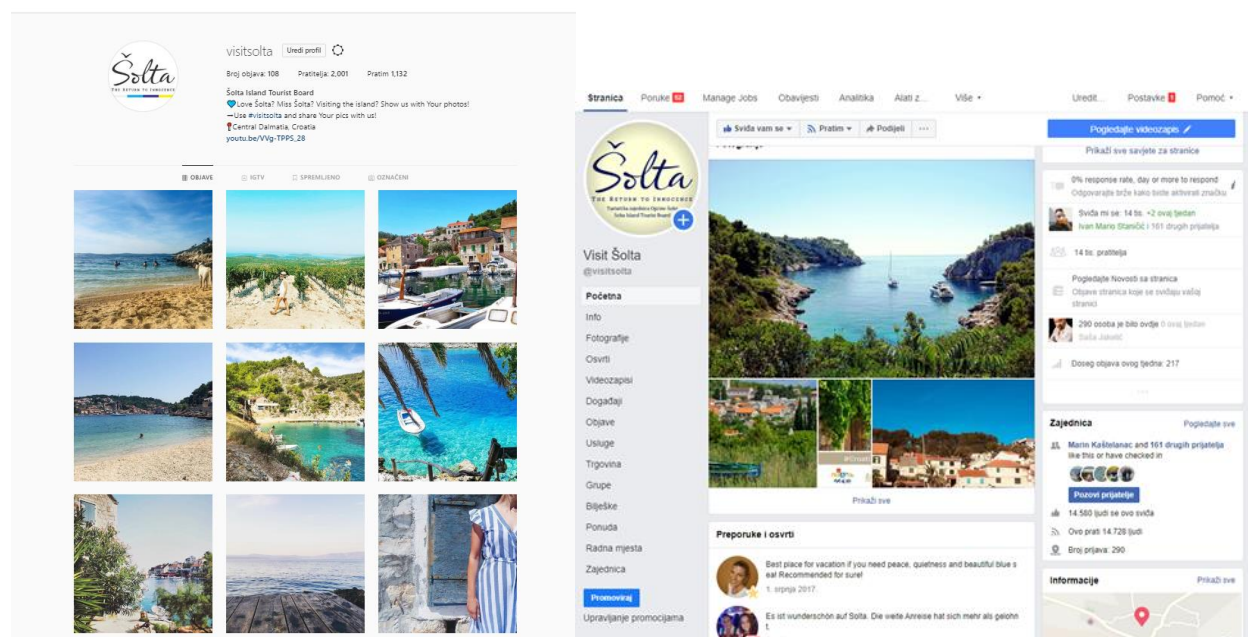 Šolta
THE RETURN TO INNOCENCE
visitsolta Uredi profil
Broj objava: 108 Pratitelja: 2,001 Pratim 1,132
Šolta Island Tourist Board
💙Love Šolta? Miss Šolta? Visiting the island? Show us with Your photos!
→Use #visitsolta and share Your pics with us!
📍Central Dalmatia, Croatia
youtu.be/VVg-TPPS_28
OBJAVE IGTV SPREMLJENO OZNAČENI
Stranica Poruke Manage Jobs Obavijesti Analitika Alati z... Više Uredit... Postavke Pomoć
Šolta
THE RETURN TO INNOCENCE
Visit Šolta
@visitsolta
Početna
Info
Fotografije
Osvrti
Videozapisi
Događaji
Objave
Usluge
Trgovina
Grupe
Bilješke
Ponuda
Radna mjesta
Zajednica
Promoviraj
Upravljanje promocijama
Sviđa vam se Pratim Podijeli ...
Prikaži sve
Preporuke i osvrti
Best place for vacation if you need peace, quietness and beautiful blue s
ea! Recommended for sure!
1. srpnja 2017.
Es ist wunderschön auf Solta. Die weite Anreise hat sich mehr als gelohn
t.
Pogledajte videozapis
Prikaži sve savjete za stranice
0% response rate, day or more to respond
Odgovarajte brže kako biste aktivirali značku
Sviđa mi se: 14 tis. +2 ovaj tjedan
Ivan Mario Staničić i 161 drugih prijatelja
14 tis. pratitelja
Pogledajte Novosti sa stranica
Objave stranica koje se sviđaju vašoj
stranici
290 osoba je bilo ovdje 0 ovaj tjedan
Doseg objava ovog tjedna: 217
Zajednica Pogledajte sve
Marin Kaštelanac and 161 drugih prijatelja
like this or have checked in
Pozovi prijatelje
14.580 ljudi se ovo sviđa
Ovo prati 14.728 ljudi
Broj prijava: 290
Informacije Prikaži sve